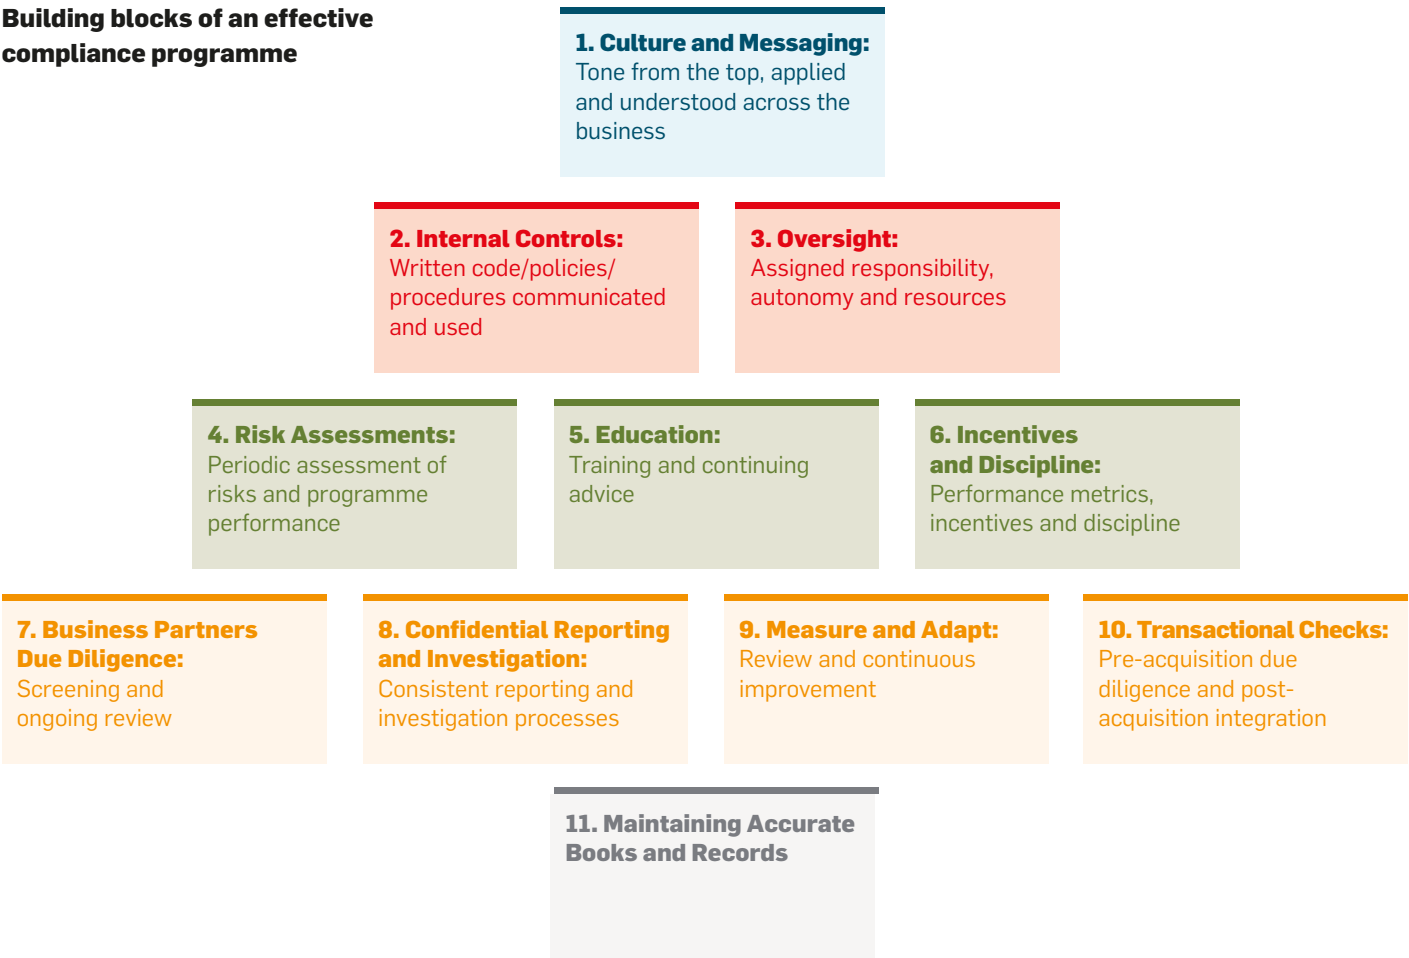 Building blocks of an effective
compliance programme
1. Culture and Messaging:
Tone from the top, applied
and understood across the
business
2. Internal Controls:
Written code/policies/
procedures communicated
and used
3. Oversight:
Assigned responsibility,
autonomy and resources
4. Risk Assessments:
Periodic assessment of
risks and programme
performance
5. Education:
Training and continuing
advice
6. Incentives
and Discipline:
Performance metrics,
incentives and discipline
7. Business Partners
Due Diligence:
Screening and
ongoing review
8. Confidential Reporting
and Investigation:
Consistent reporting and
investigation processes
9. Measure and Adapt:
Review and continuous
improvement
10. Transactional Checks:
Pre-acquisition due
diligence and post-
acquisition integration
11. Maintaining Accurate
Books and Records